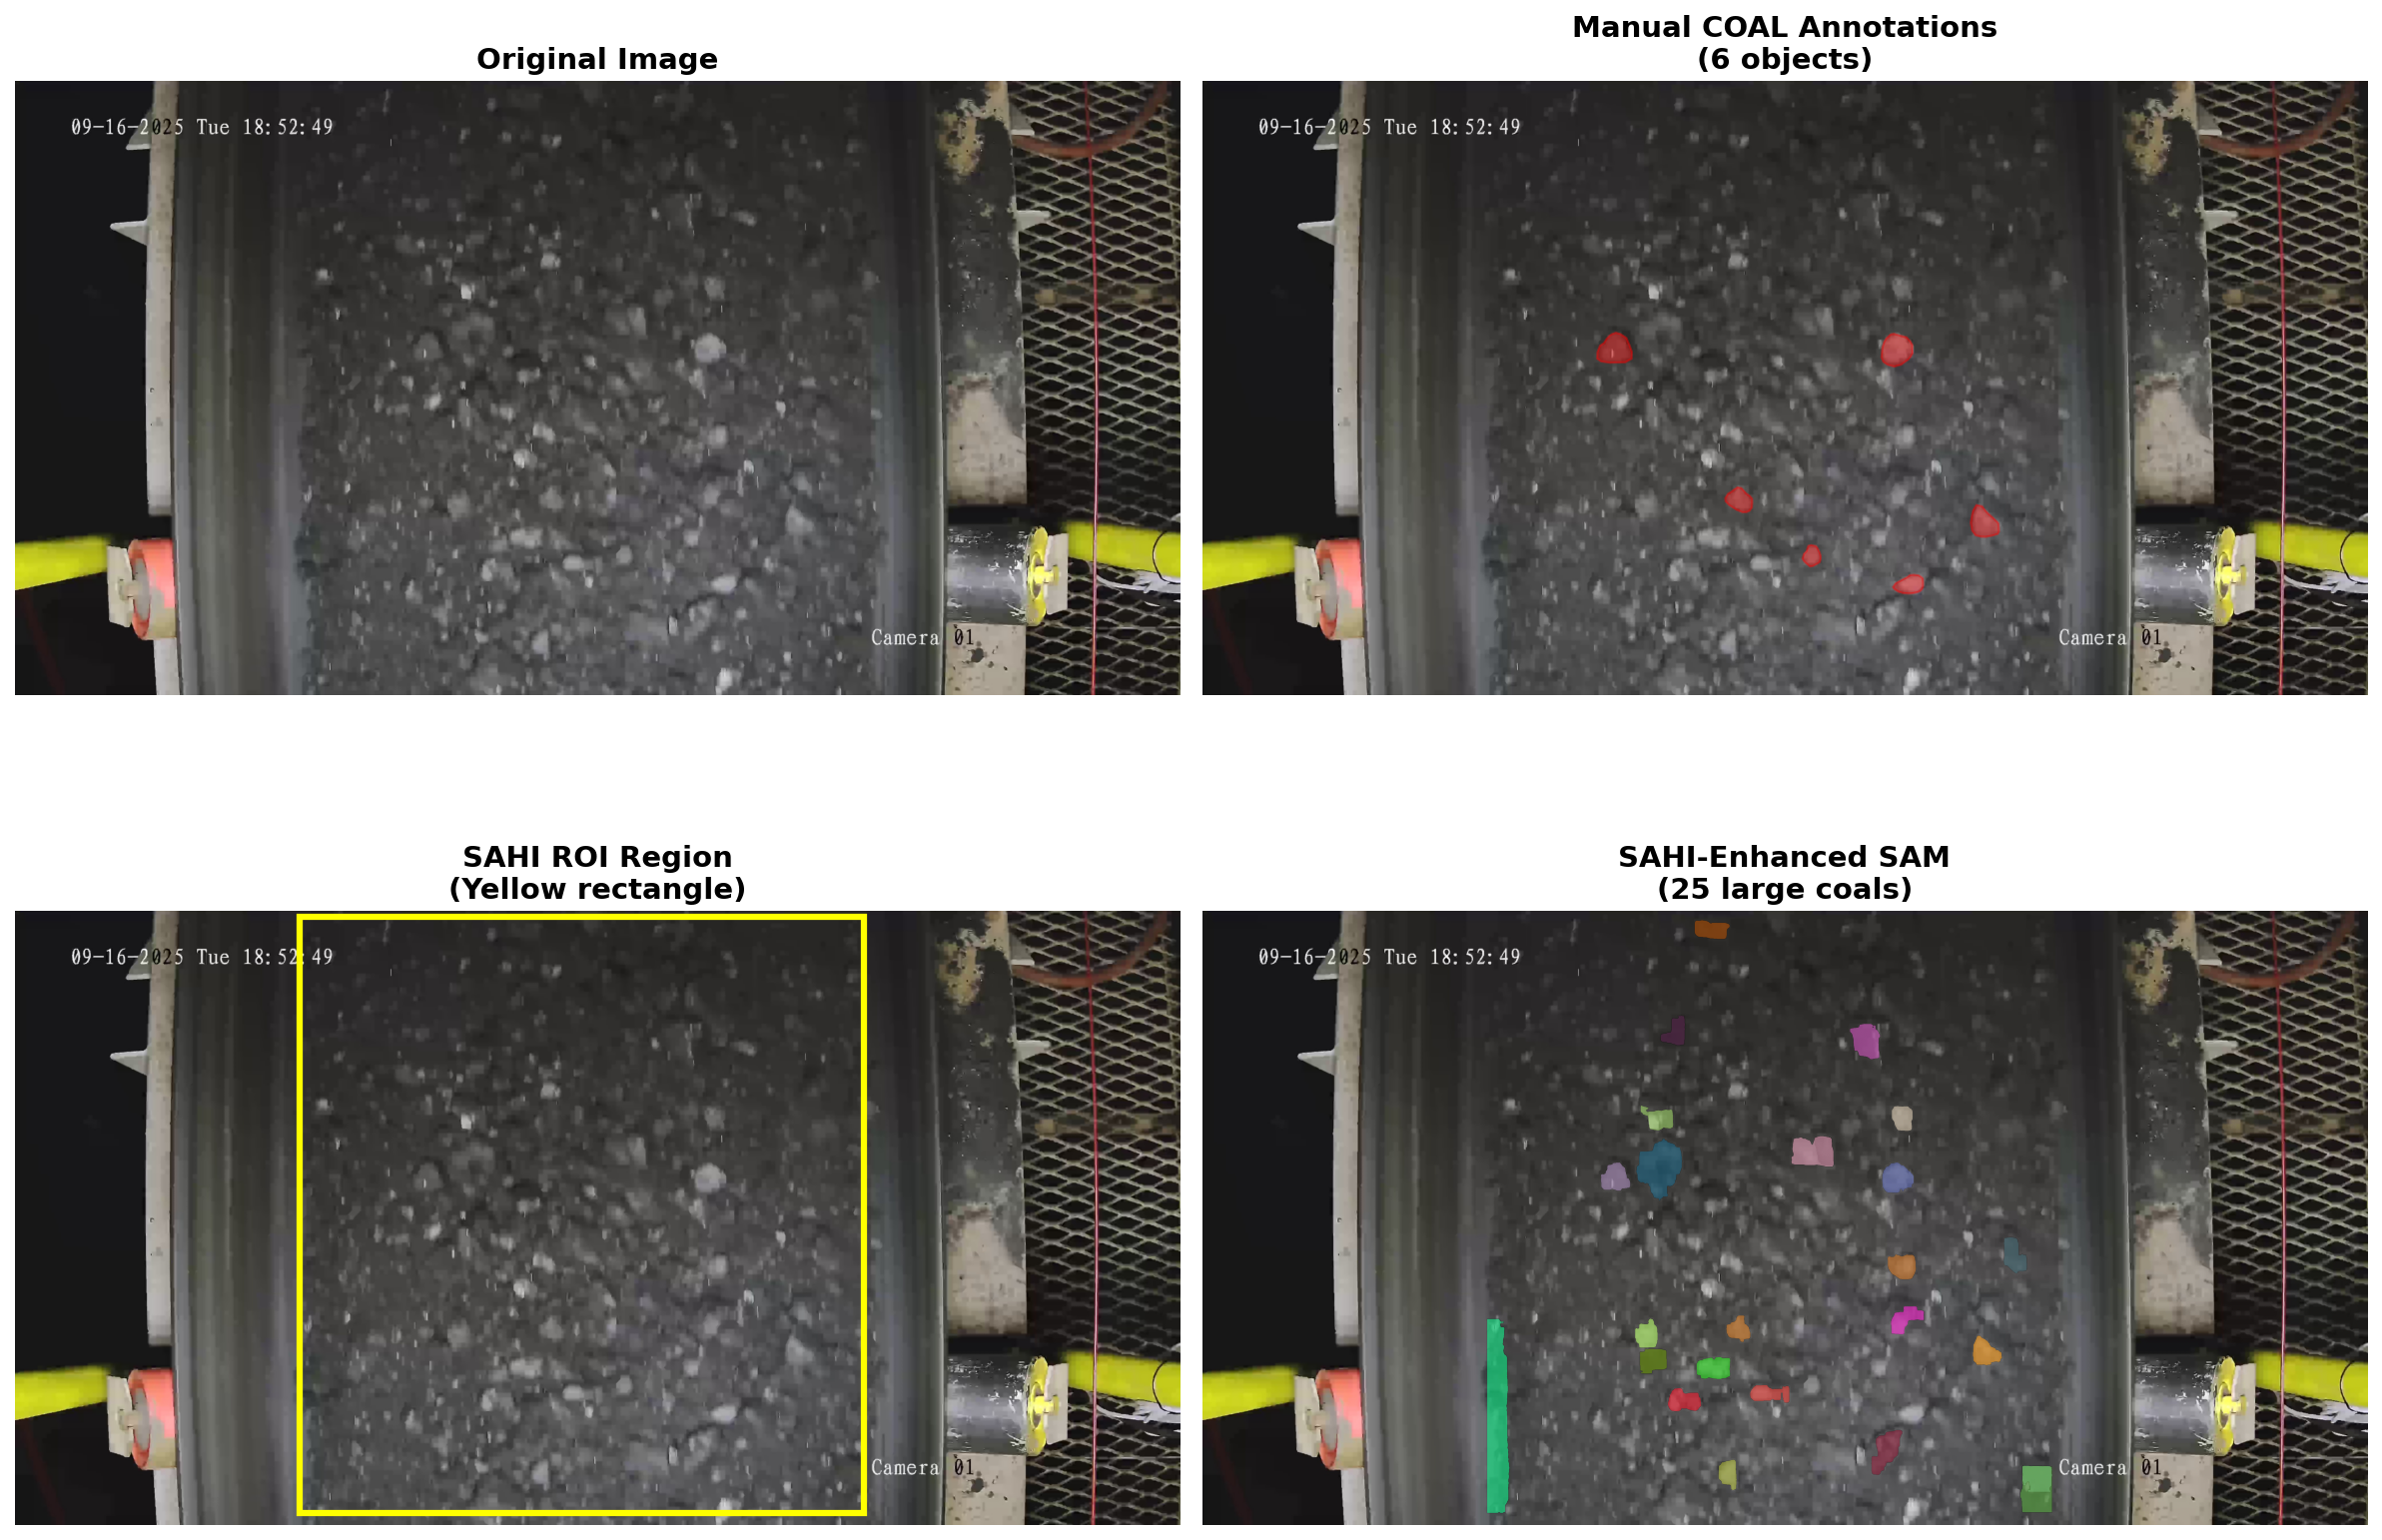 Original Image
09-16-2025 Tue 18:52:49
Camera 01
Manual COAL Annotations
(6 objects)
09-16-2025 Tue 18:52:49
Camera 01
SAHI ROI Region
(Yellow rectangle)
09-16-2025 Tue 18:52:49
Camera 01
SAHI-Enhanced SAM
(25 large coals)
09-16-2025 Tue 18:52:49
Camera 01